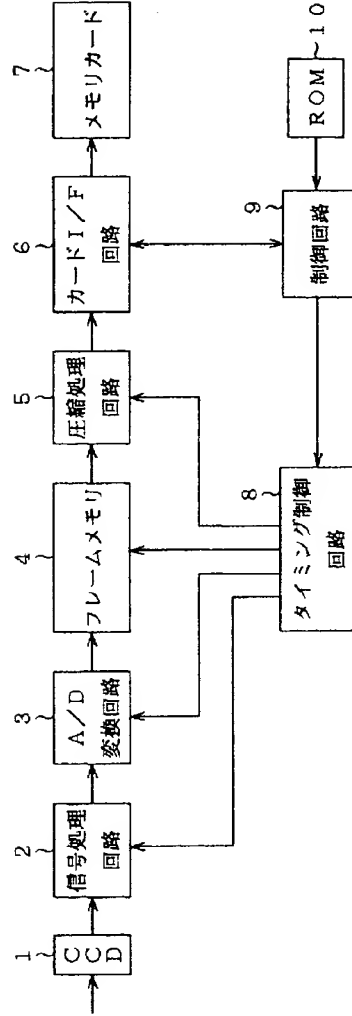 1
CCD
2
信号処理
回路
3
A/D
変換回路
4
フレームメモリ
5
圧縮処理
回路
6
カードI/F
回路
7
メモリカード
8
タイミング制御
回路
9
制御回路
ROM
10